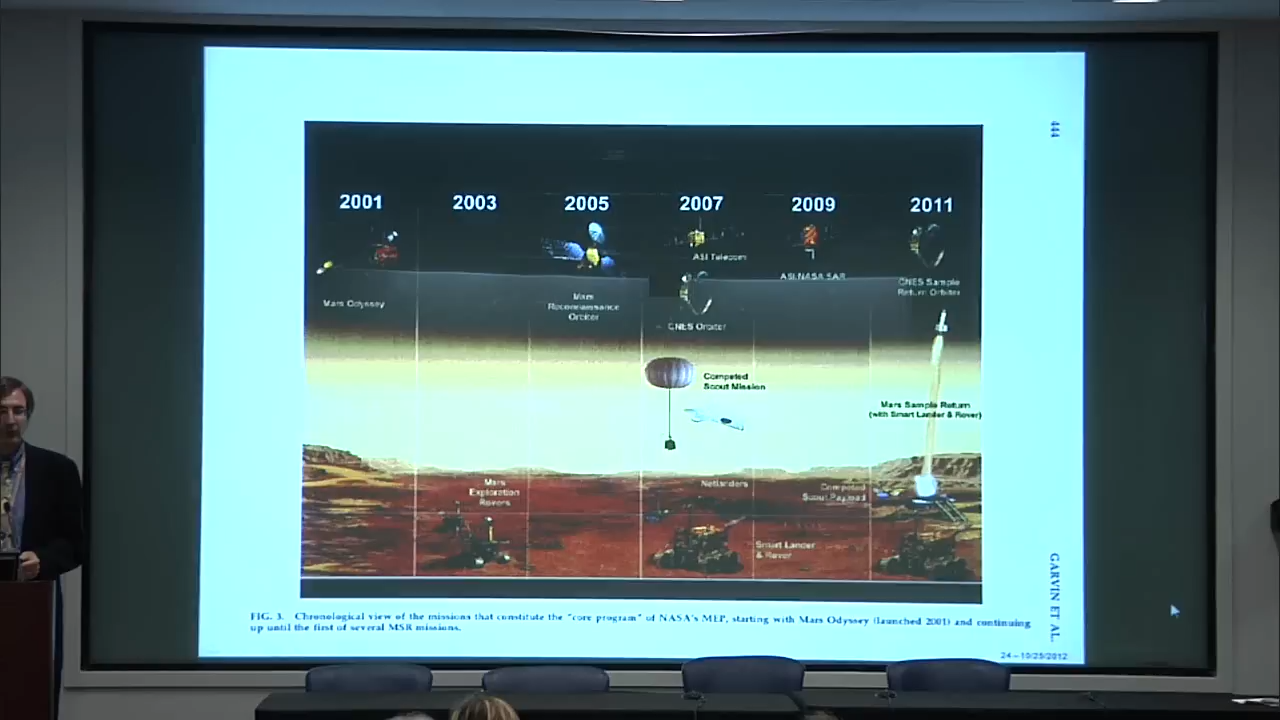 444
2001 2003 2005 2007 2009 2011
ASI Telecom
ASI/NASA SAR
CNES Sample
Return Orbiter
Mars Odyssey
Mars
Reconnaissance
Orbiter
CNES Orbiter
Competed
Scout Mission
Mars Sample Return
(with Smart Lander & Rover)
Mars
Exploration
Rovers
Netlanders
Competed
Scout Payload
Smart Lander
& Rover
GARVIN ET AL.
FIG. 3. Chronological view of the missions that constitute the "core program" of NASA's MEP, starting with Mars Odyssey (launched 2001) and continuing
up until the first of several MSR missions.
24–10/25/2012